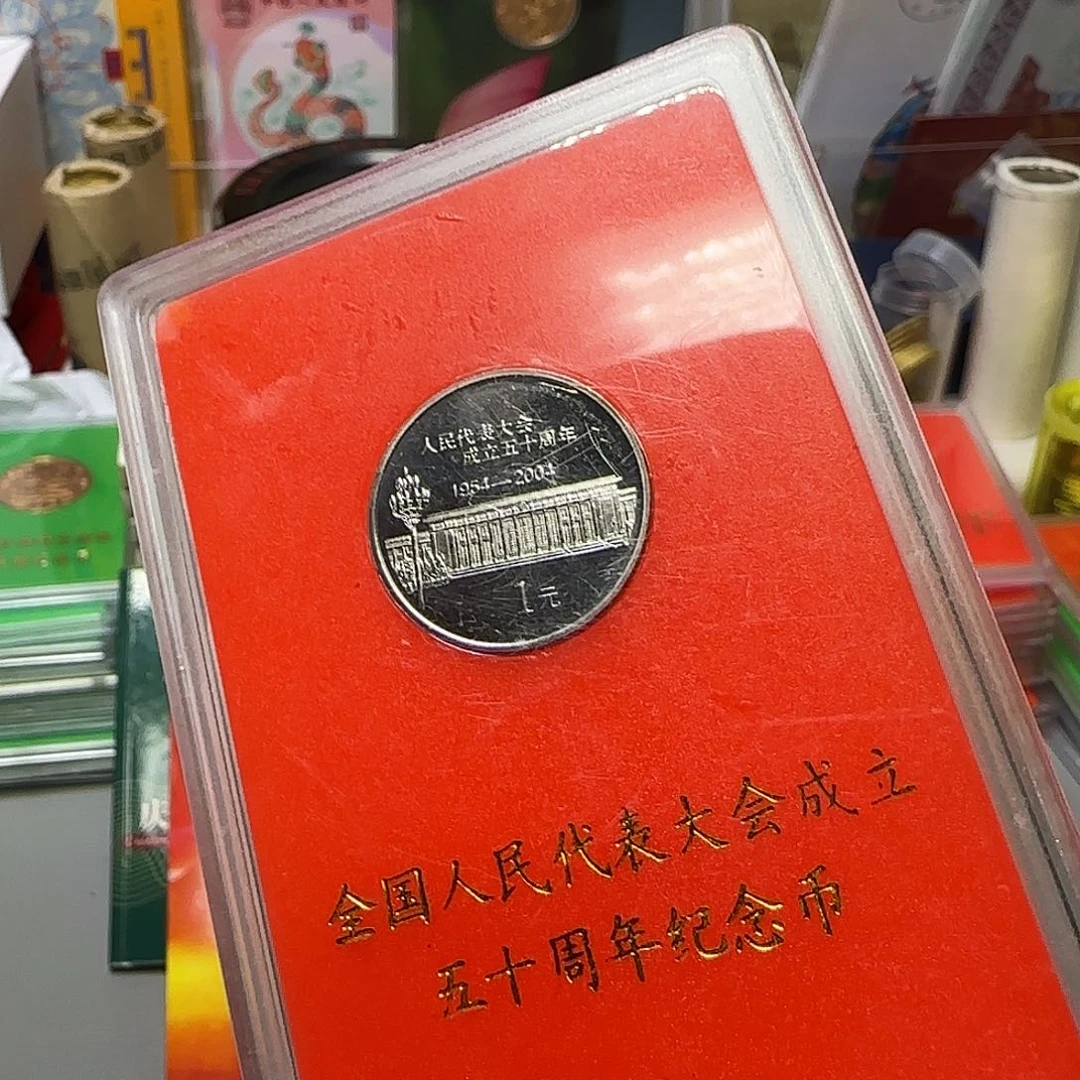 人民代表大会
成立五十周年
1954—2004
1元
全国人民代表大会成立
五十周年纪念币